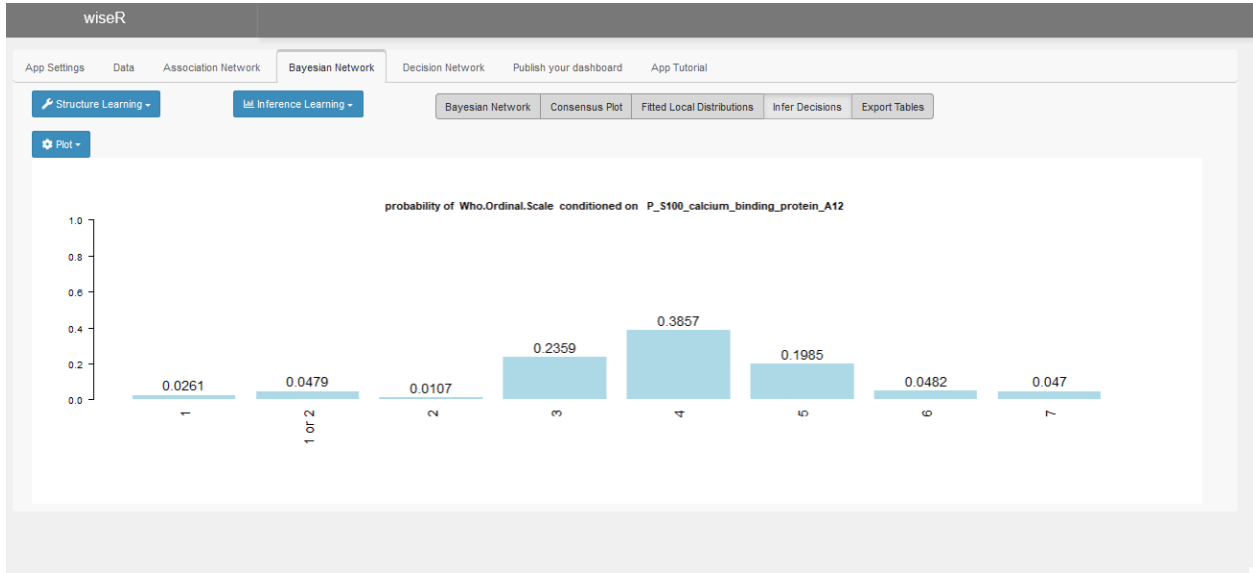 wiseR
App Settings Data Association Network Bayesian Network Decision Network Publish your dashboard App Tutorial
Structure Learning Inference Learning Bayesian Network Consensus Plot Fitted Local Distributions Infer Decisions Export Tables
Plot
probability of Who.Ordinal.Scale conditioned on P_S100_calcium_binding_protein_A12
1.0
0.8
0.6
0.4
0.2
0.0
0.0261 0.0479 0.0107 0.2359 0.3857 0.1985 0.0482 0.047
1 1 or 2 2 3 4 5 6 7